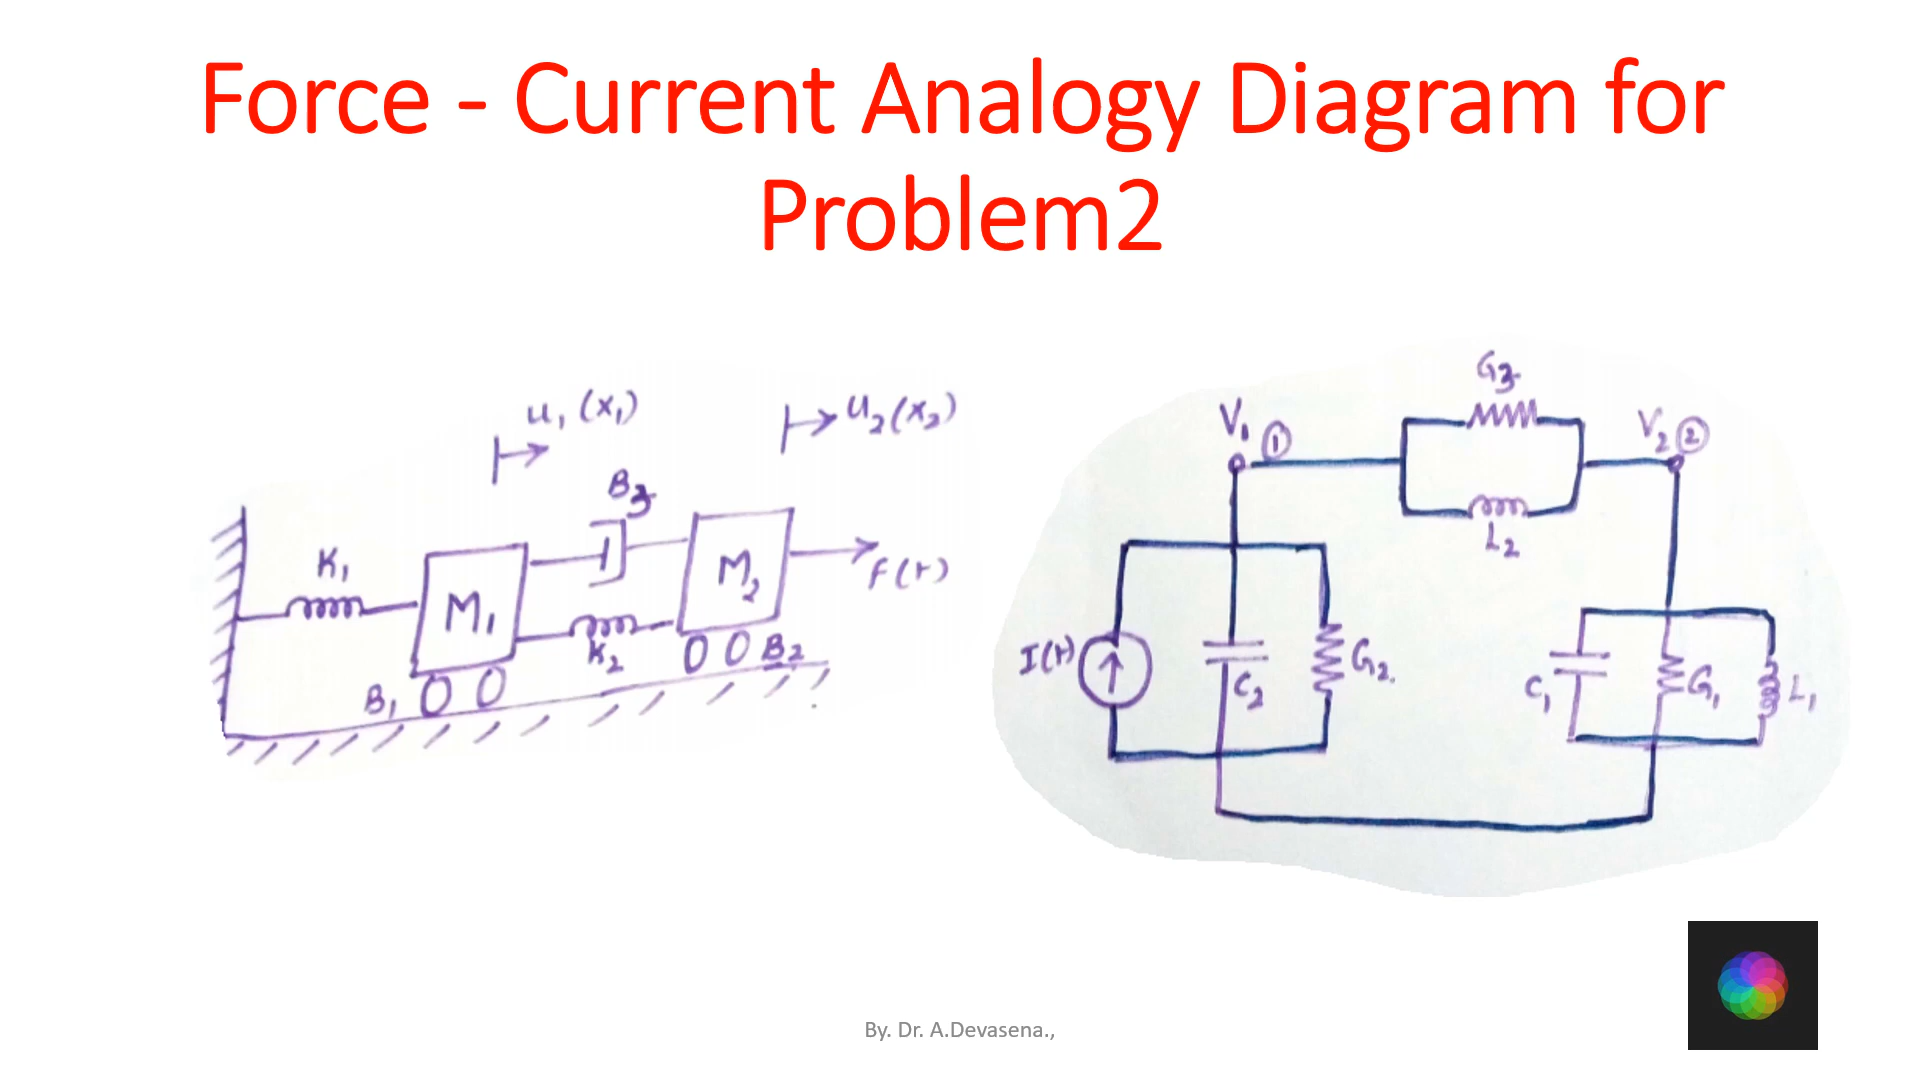 Force - Current Analogy Diagram for
Problem2
u₁ (x₁)
u₂(x₂)
B₃
K₁
M₁
M₂
F(t)
K₂
B₁
B₂
G₃
V₁ ①
V₂ ②
L₂
I(t)
C₂
G₂.
C₁
G₁
L₁
By. Dr. A.Devasena.,